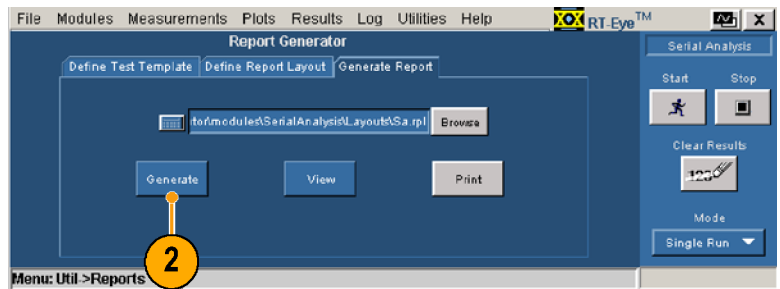 File Modules Measurements Plots Results Log Utilities Help RT-Eye™ X
Report Generator
Serial Analysis
Define Test Template Define Report Layout Generate Report
Start Stop
tor\modules\SerialAnalysis\Layouts\Sa.rpl Browse
Clear Results
Generate View Print
123
Mode
2
Single Run
Menu: Util->Reports